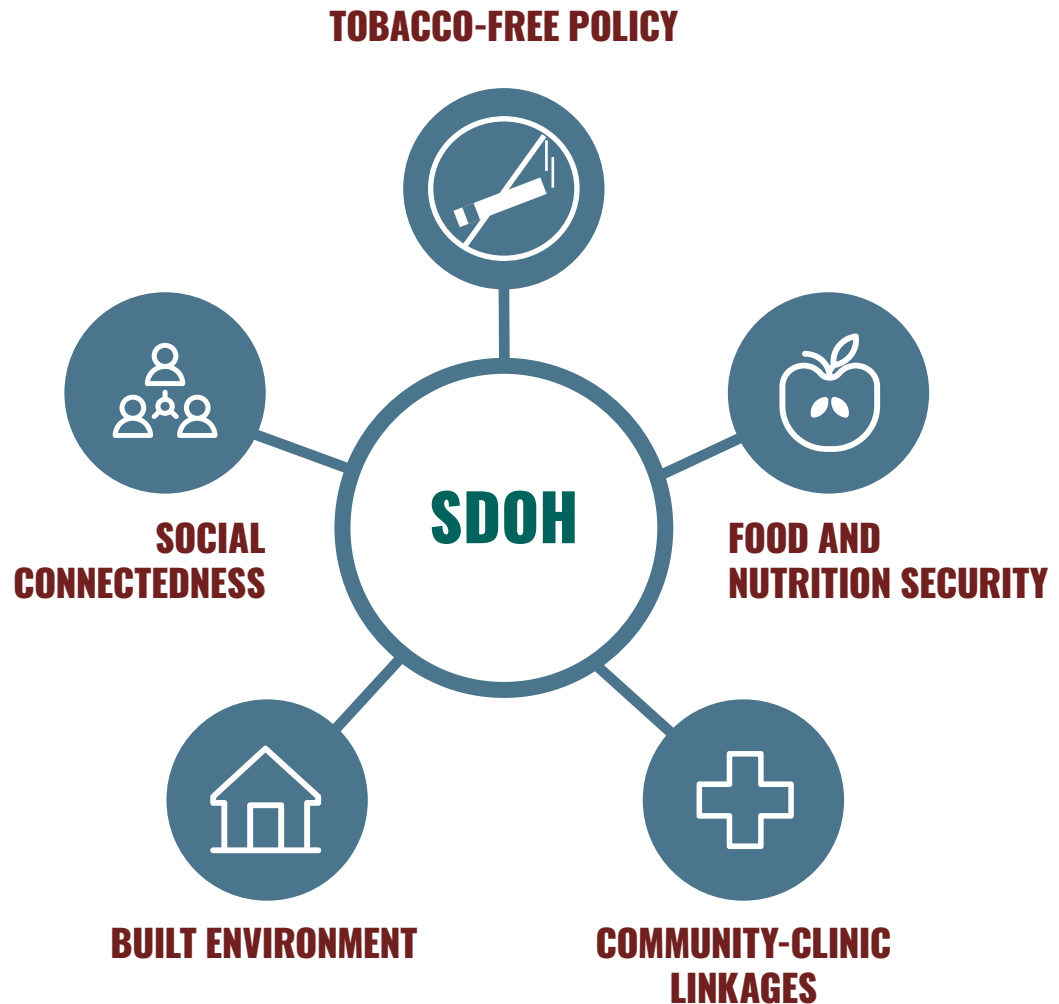 TOBACCO-FREE POLICY
SDOH
SOCIAL
CONNECTEDNESS
FOOD AND
NUTRITION SECURITY
BUILT ENVIRONMENT
COMMUNITY-CLINIC
LINKAGES